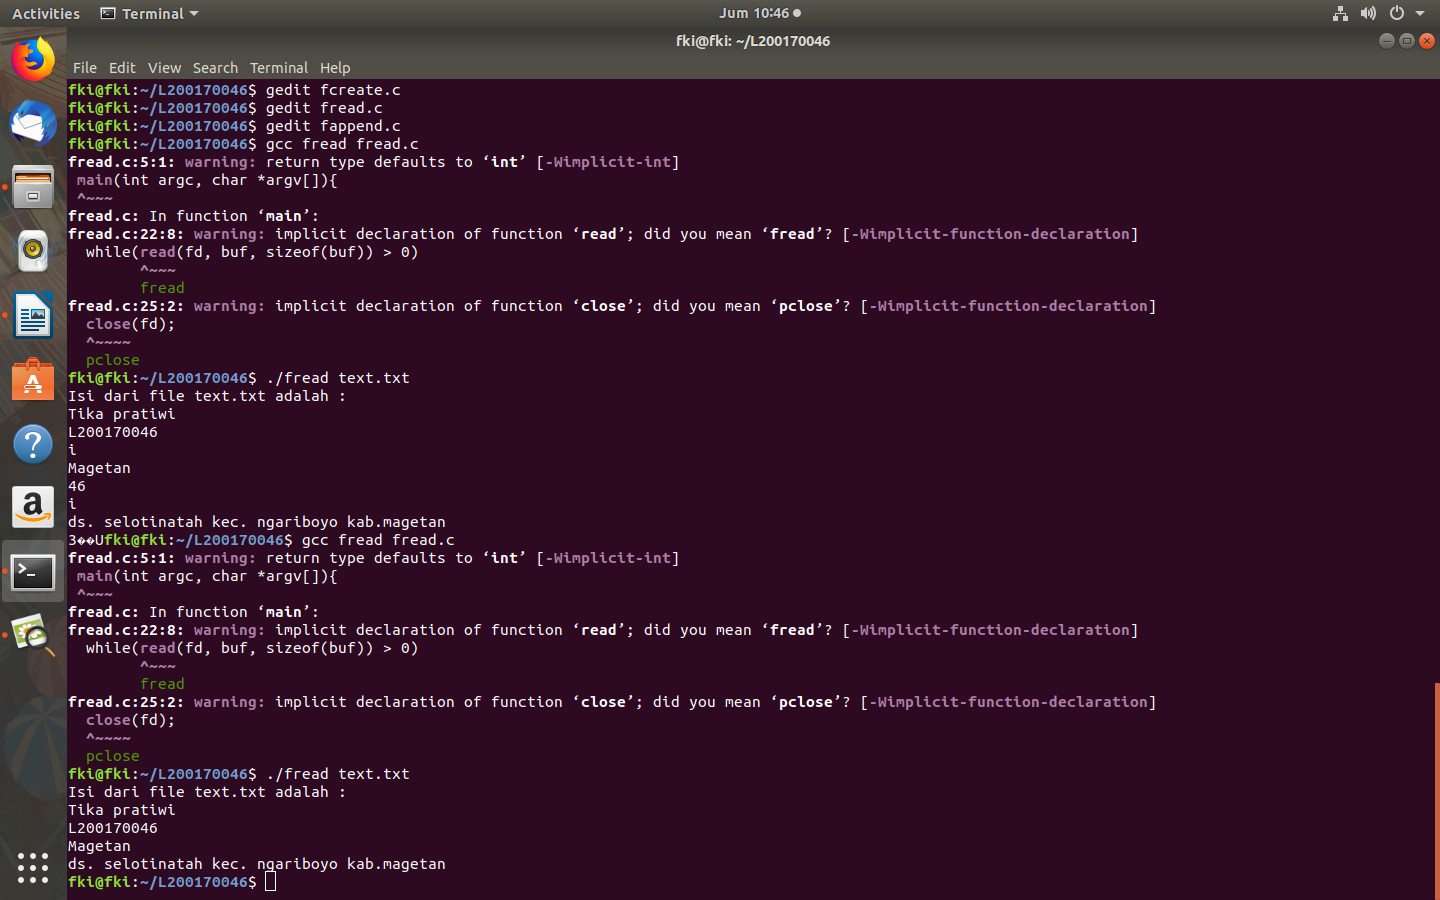 Activities Terminal Jum 10:46
fki@fki: ~/L200170046
File Edit View Search Terminal Help
fki@fki:~/L200170046$ gedit fcreate.c
fki@fki:~/L200170046$ gedit fread.c
fki@fki:~/L200170046$ gedit fappend.c
fki@fki:~/L200170046$ gcc fread fread.c
fread.c:5:1: warning: return type defaults to ‘int’ [-Wimplicit-int]
 main(int argc, char *argv[]){
 ^~~~
fread.c: In function ‘main’:
fread.c:22:8: warning: implicit declaration of function ‘read’; did you mean ‘fread’? [-Wimplicit-function-declaration]
  while(read(fd, buf, sizeof(buf)) > 0)
        ^~~~
        fread
fread.c:25:2: warning: implicit declaration of function ‘close’; did you mean ‘pclose’? [-Wimplicit-function-declaration]
  close(fd);
  ^~~~~
  pclose
fki@fki:~/L200170046$ ./fread text.txt
Isi dari file text.txt adalah :
Tika pratiwi
L200170046
i
Magetan
46
i
ds. selotinatah kec. ngariboyo kab.magetan
3��Ufki@fki:~/L200170046$ gcc fread fread.c
fread.c:5:1: warning: return type defaults to ‘int’ [-Wimplicit-int]
 main(int argc, char *argv[]){
 ^~~~
fread.c: In function ‘main’:
fread.c:22:8: warning: implicit declaration of function ‘read’; did you mean ‘fread’? [-Wimplicit-function-declaration]
  while(read(fd, buf, sizeof(buf)) > 0)
        ^~~~
        fread
fread.c:25:2: warning: implicit declaration of function ‘close’; did you mean ‘pclose’? [-Wimplicit-function-declaration]
  close(fd);
  ^~~~~
  pclose
fki@fki:~/L200170046$ ./fread text.txt
Isi dari file text.txt adalah :
Tika pratiwi
L200170046
Magetan
ds. selotinatah kec. ngariboyo kab.magetan
fki@fki:~/L200170046$